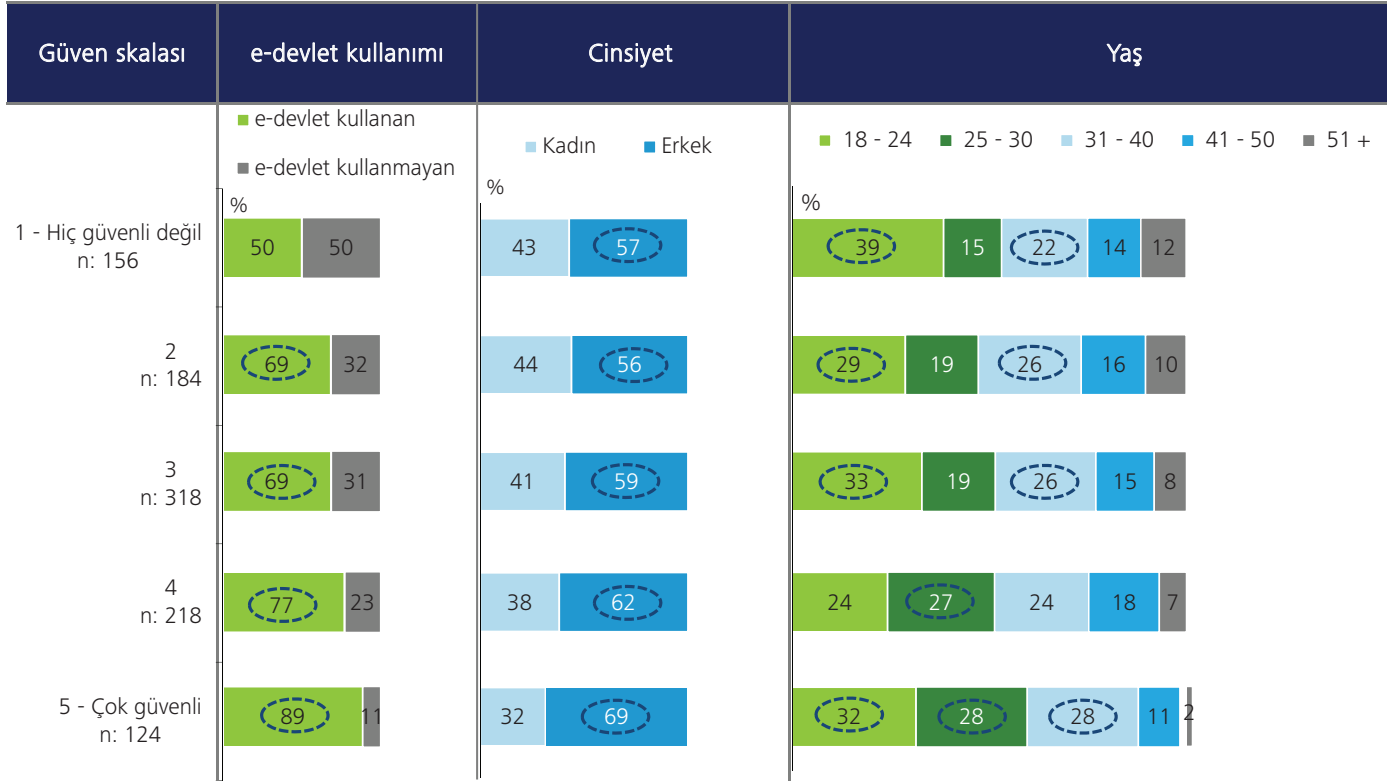 Güven skalası
e-devlet kullanımı
Cinsiyet
Yaş
e-devlet kullanan
e-devlet kullanmayan
Kadın Erkek
18 - 24 25 - 30 31 - 40 41 - 50 51 +
%
%
%
1 - Hiç güvenli değil
n: 156
50 50
43 57
39 15 22 14 12
2
n: 184
69 32
44 56
29 19 26 16 10
3
n: 318
69 31
41 59
33 19 26 15 8
4
n: 218
77 23
38 62
24 27 24 18 7
5 - Çok güvenli
n: 124
89 11
32 69
32 28 28 11 2